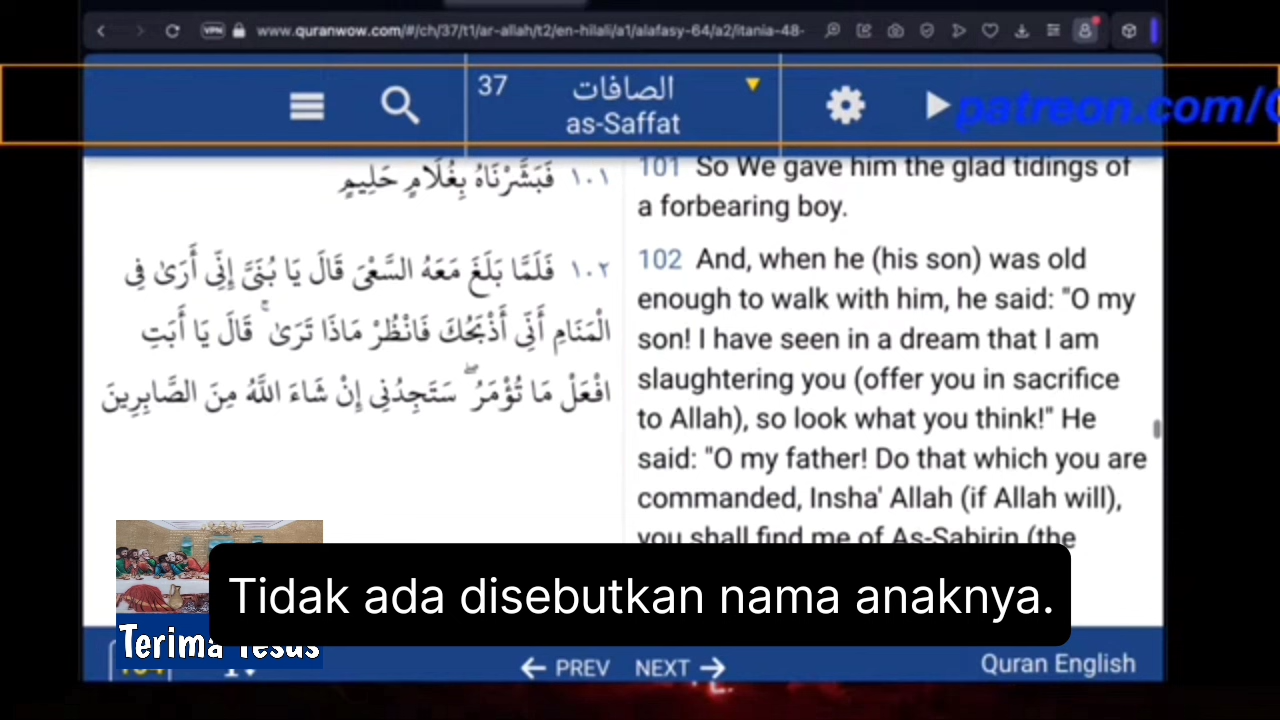 VPN www.quranwow.com/#/ch/37/t1/ar-allah/t2/en-hilali/a1/alafasy-64/a2/itania-48-
37 الصافات
as-Saffat
patreon.com/
١٠١ فَبَشَّرْنَاهُ بِغُلَامٍ حَلِيمٍ
١٠٢ فَلَمَّا بَلَغَ مَعَهُ السَّعْيَ قَالَ يَا بُنَيَّ إِنِّي أَرَىٰ فِي
الْمَنَامِ أَنِّي أَذْبَحُكَ فَانْظُرْ مَاذَا تَرَىٰ ۚ قَالَ يَا أَبَتِ
افْعَلْ مَا تُؤْمَرُ ۖ سَتَجِدُنِي إِنْ شَاءَ اللَّهُ مِنَ الصَّابِرِينَ
101 So We gave him the glad tidings of
a forbearing boy.
102 And, when he (his son) was old
enough to walk with him, he said: "O my
son! I have seen in a dream that I am
slaughtering you (offer you in sacrifice
to Allah), so look what you think!" He
said: "O my father! Do that which you are
commanded, Insha' Allah (if Allah will),
you shall find me of As-Sabirin (the
Tidak ada disebutkan nama anaknya.
Terima Yesus
← PREV NEXT →
Quran English